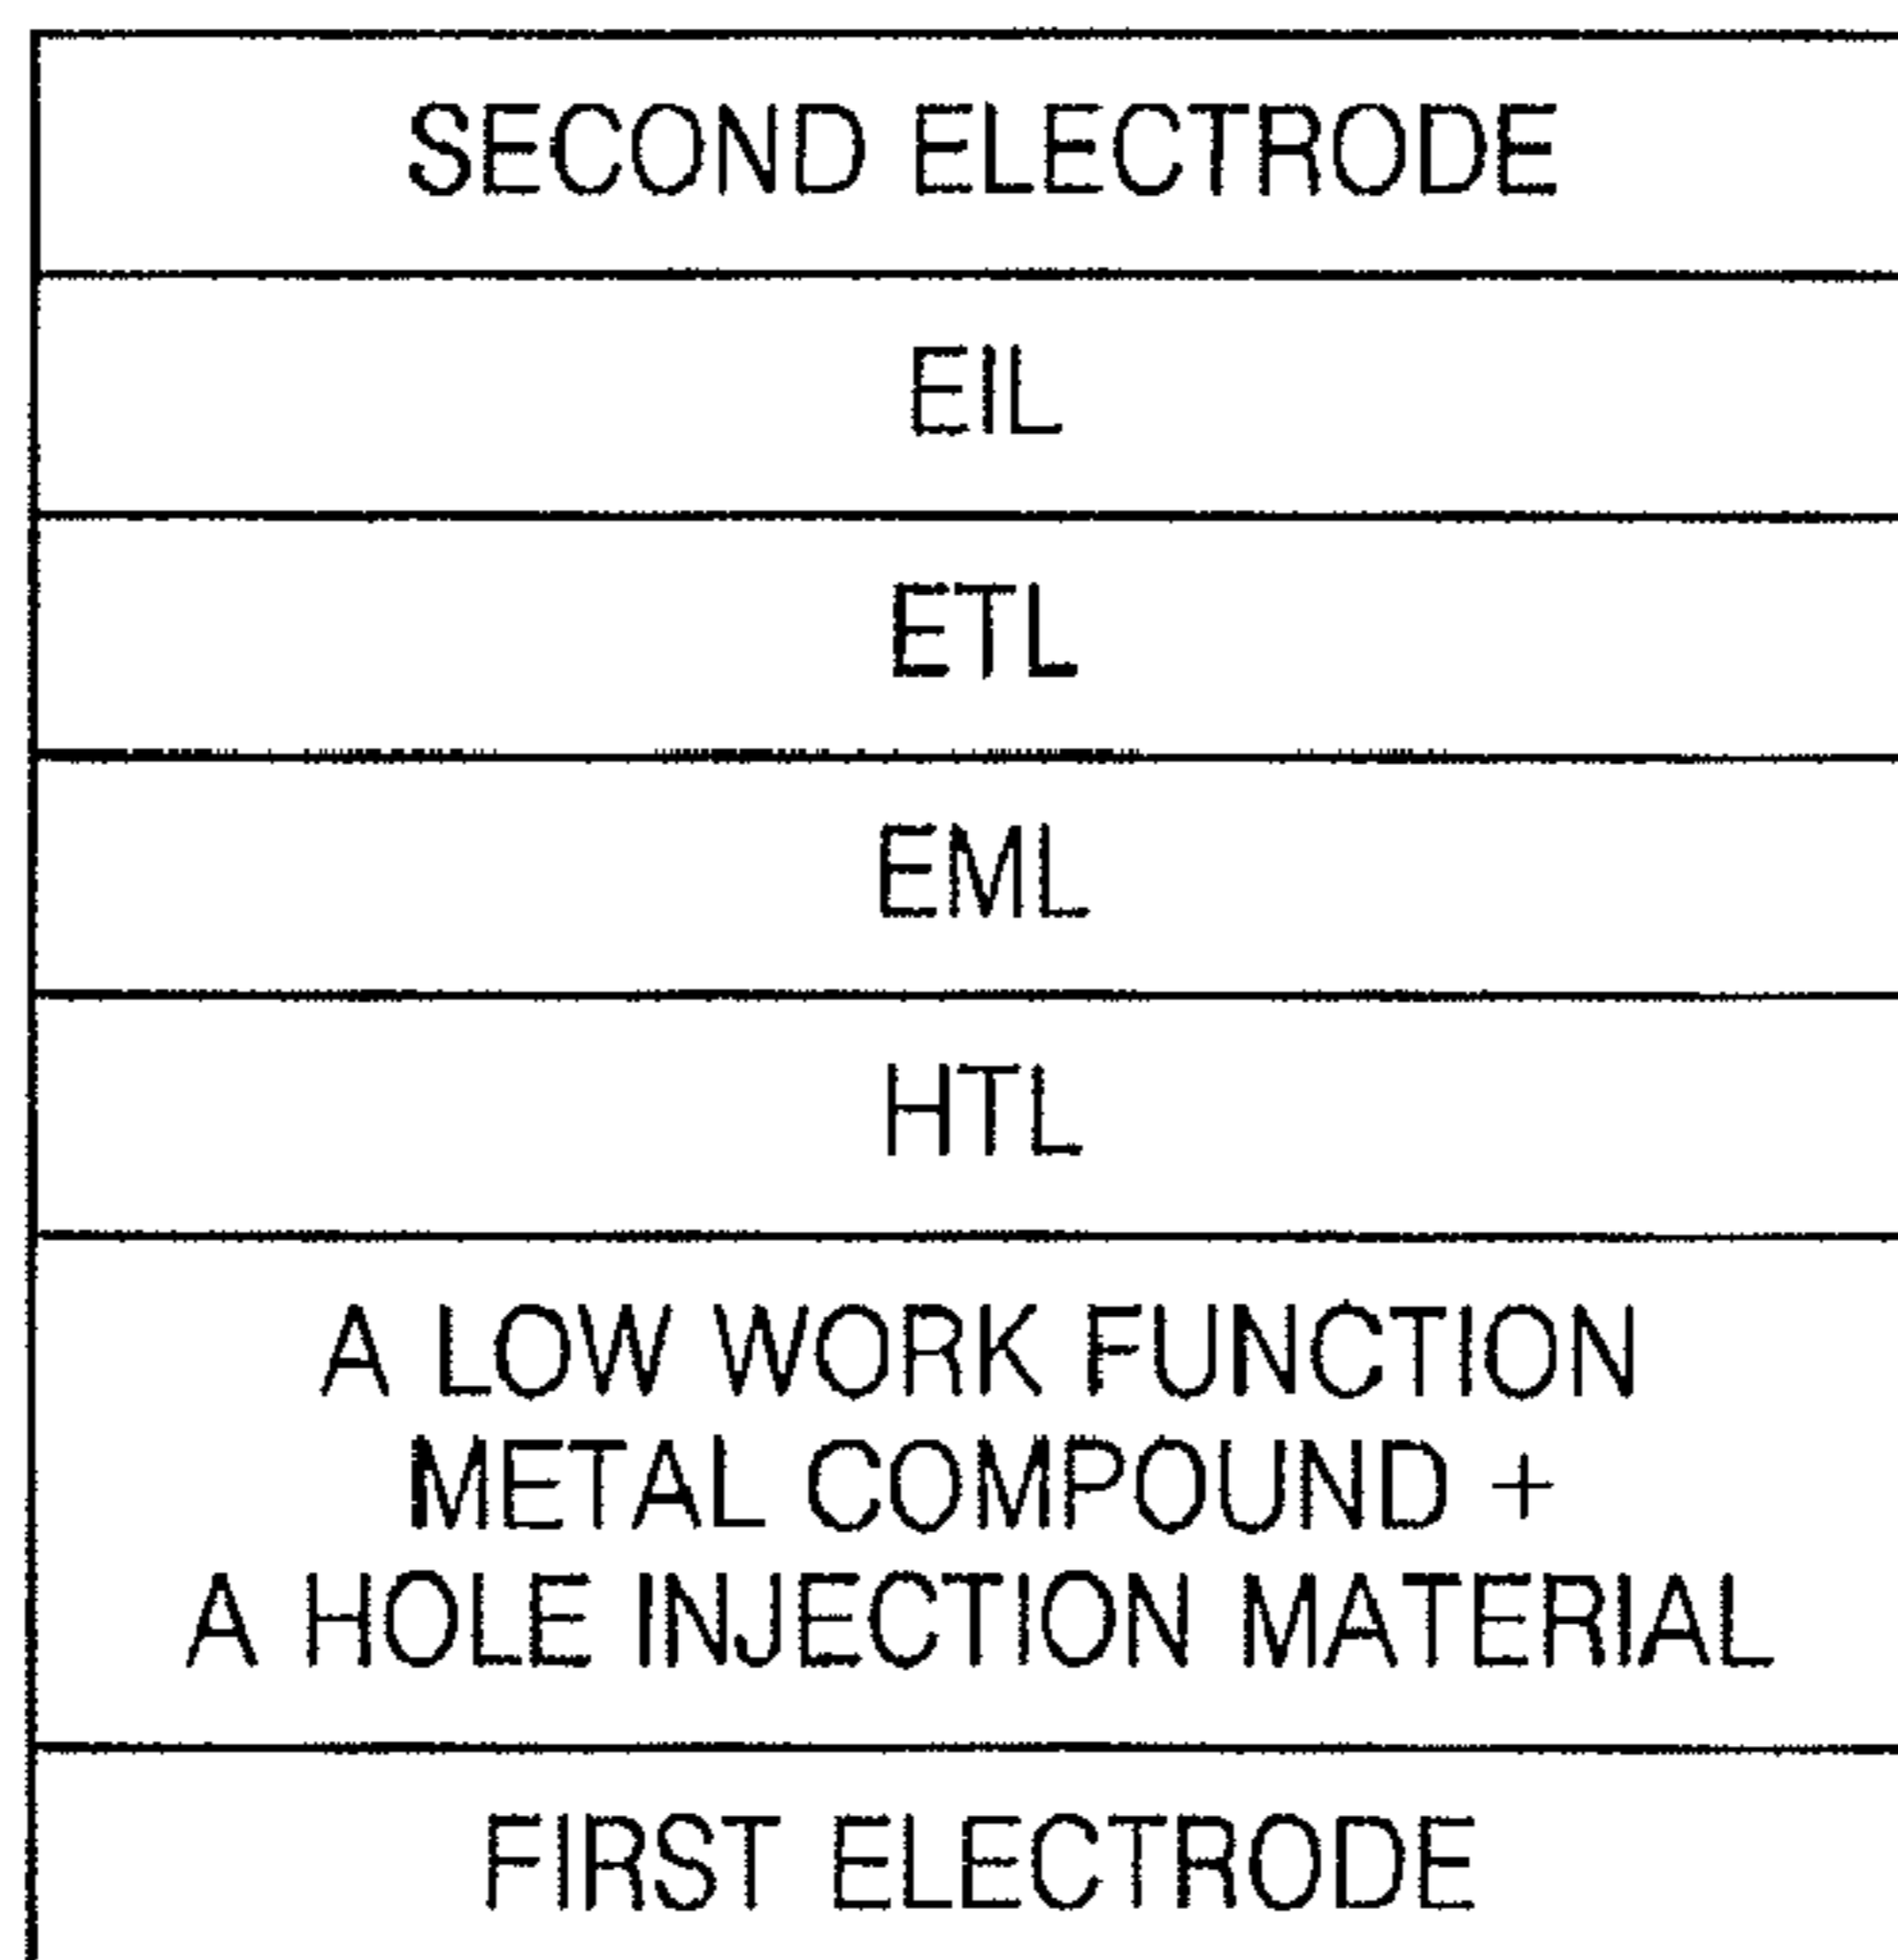 SECOND ELECTRODE
EIL
ETL
EML
HTL
A LOW WORK FUNCTION
METAL COMPOUND +
A HOLE INJECTION MATERIAL
FIRST ELECTRODE